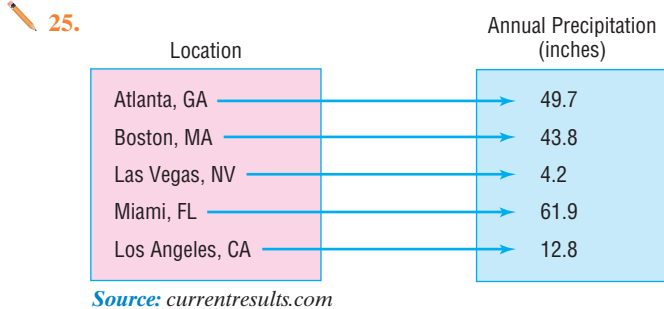 25.
Location
Annual Precipitation
(inches)
Atlanta, GA 49.7
Boston, MA 43.8
Las Vegas, NV 4.2
Miami, FL 61.9
Los Angeles, CA 12.8
Source: currentresults.com